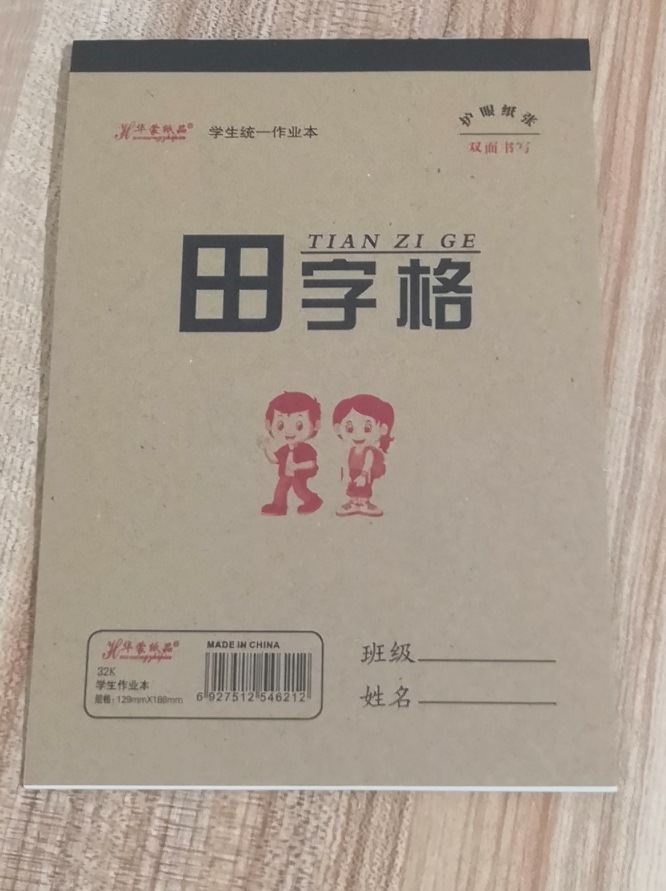 华蒙纸品®
学生统一作业本
护眼纸张
双面书写
TIAN ZI GE
田字格
华蒙纸品®
MADE IN CHINA
32K
学生作业本
规格：129mmX188mm
6 927512 546212
班级
姓名